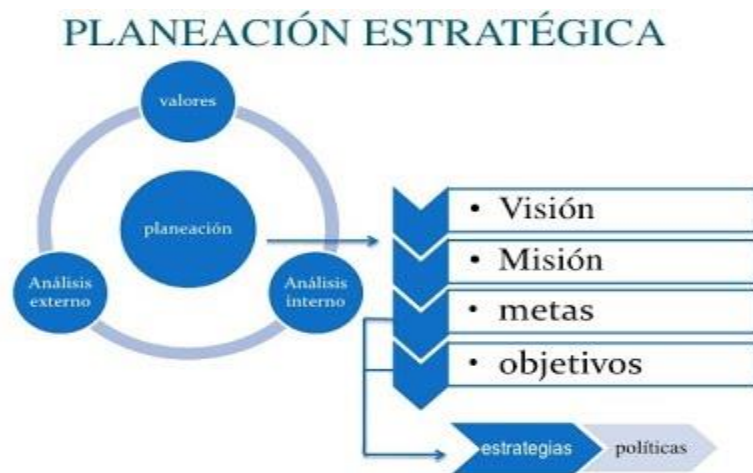 PLANEACIÓN ESTRATÉGICA
valores
planeación
Análisis
externo
Análisis
interno
• Visión
• Misión
• metas
• objetivos
estrategias
políticas